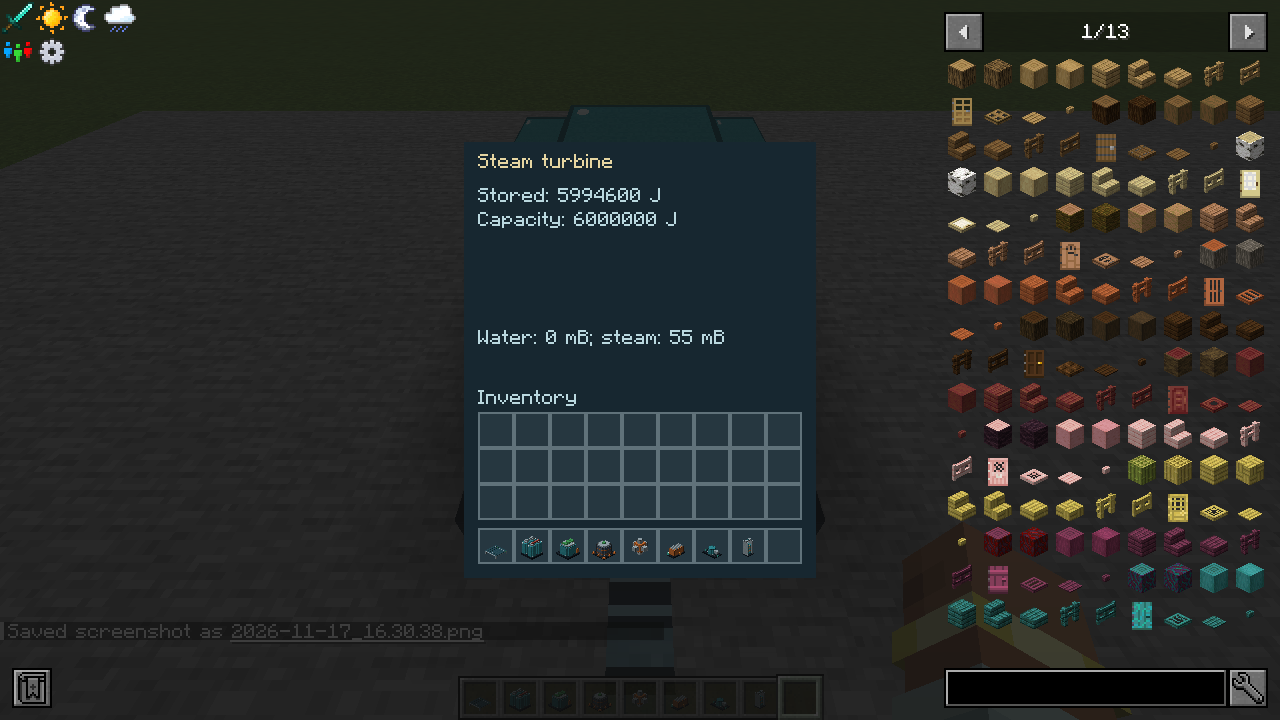 1/13
Steam turbine
Stored: 5994600 J
Capacity: 6000000 J
Water: 0 mB; steam: 55 mB
Inventory
Saved screenshot as 2026-11-17_16.30.38.png